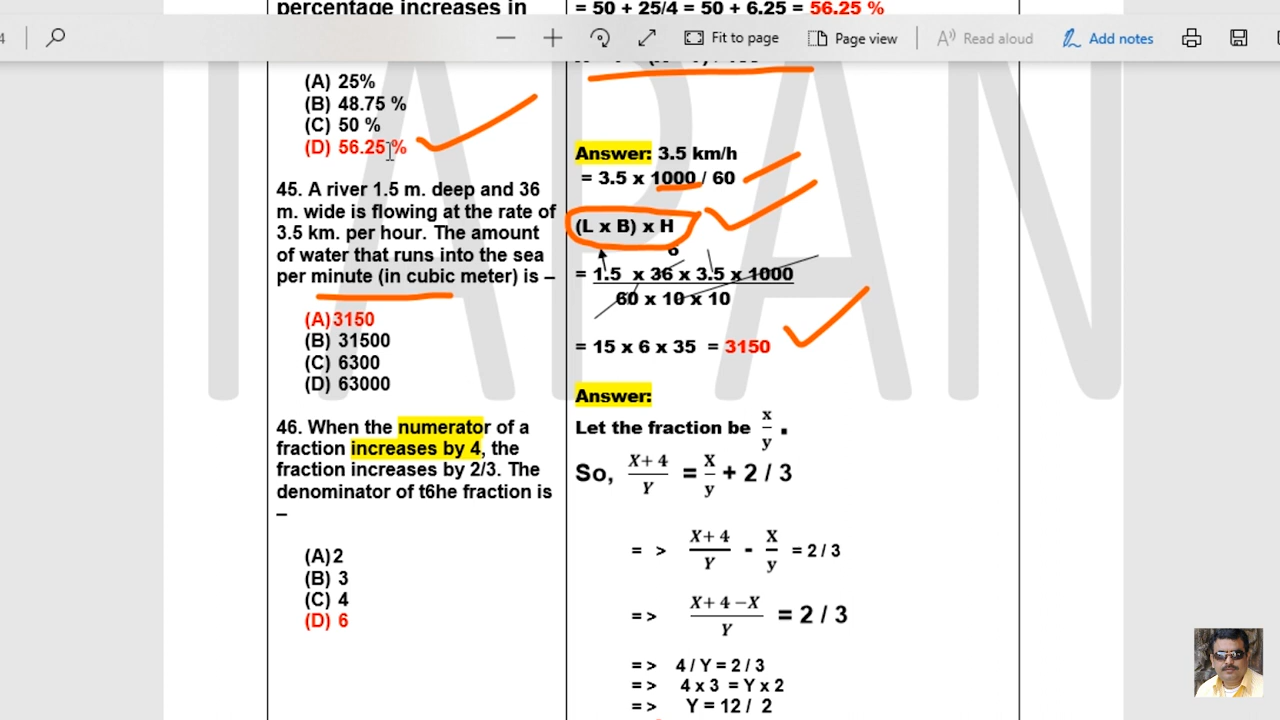 percentage increases in
= 50 + 25/4 = 50 + 6.25 = 56.25 %
4
Fit to page
Page view
Read aloud
Add notes
(A) 25%
(B) 48.75 %
(C) 50 %
(D) 56.25 %
45. A river 1.5 m. deep and 36
m. wide is flowing at the rate of
3.5 km. per hour. The amount
of water that runs into the sea
per minute (in cubic meter) is –
(A)3150
(B) 31500
(C) 6300
(D) 63000
46. When the numerator of a
fraction increases by 4, the
fraction increases by 2/3. The
denominator of t6he fraction is
–
(A)2
(B) 3
(C) 4
(D) 6
Answer: 3.5 km/h
= 3.5 x 1000 / 60
(L x B) x H
6
= 1.5 x 36 x 3.5 x 1000
60 x 10 x 10
= 15 x 6 x 35 = 3150
Answer:
Let the fraction be x/y .
So, X+ 4/Y = X/y + 2 / 3
= > X+ 4/Y - X/y = 2 / 3
= > X+ 4 –X/Y = 2 / 3
= > 4 / Y = 2 / 3
= > 4 x 3 = Y x 2
= > Y = 12 / 2
TAPAN